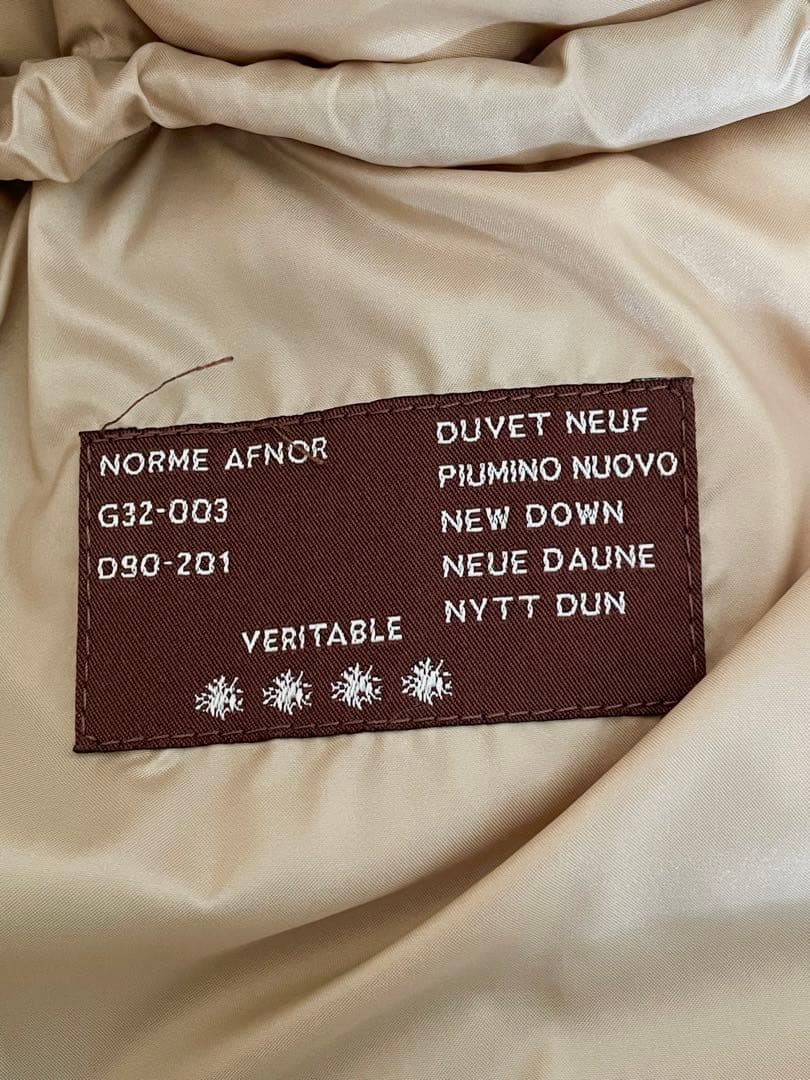 NORME AFNOR
G32-003
D90-201
DUVET NEUF
PIUMINO NUOVO
NEW DOWN
NEUE DAUNE
NYTT DUN
VERITABLE